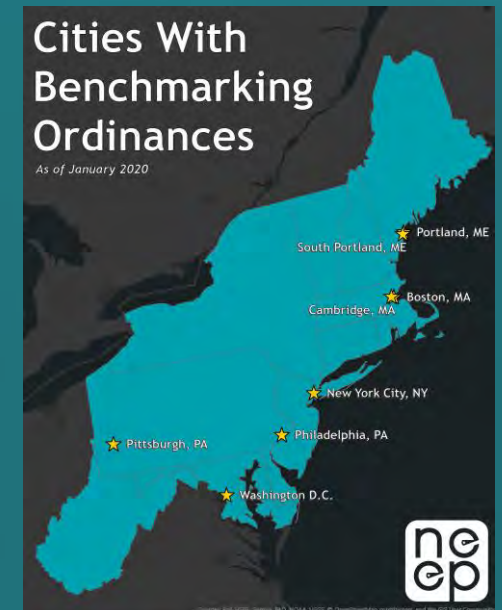 Cities With
Benchmarking
Ordinances
As of January 2020
Portland, ME
South Portland, ME
Boston, MA
Cambridge, MA
New York City, NY
Philadelphia, PA
Pittsburgh, PA
Washington D.C.
ne
ep